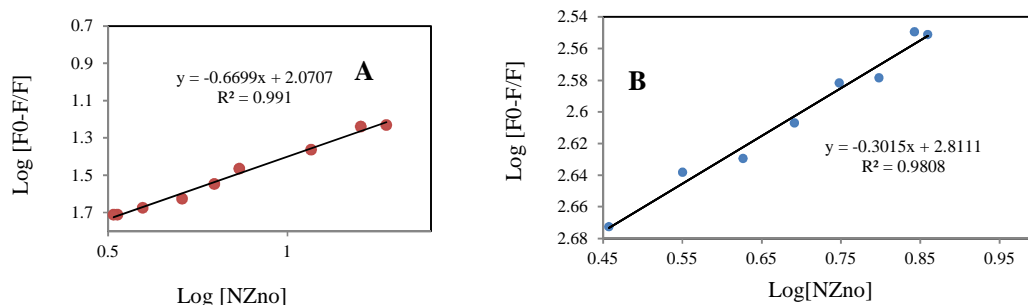 0.7
0.9
1.1
1.3
1.5
1.7
Log [F0-F/F]
y = -0.6699x + 2.0707
R² = 0.991
A
0.5
1
Log [NZno]
2.54
2.56
2.58
2.6
2.62
2.64
2.66
2.68
Log [F0-F/F]
B
y = -0.3015x + 2.8111
R² = 0.9808
0.45
0.55
0.65
0.75
0.85
0.95
Log[NZno]